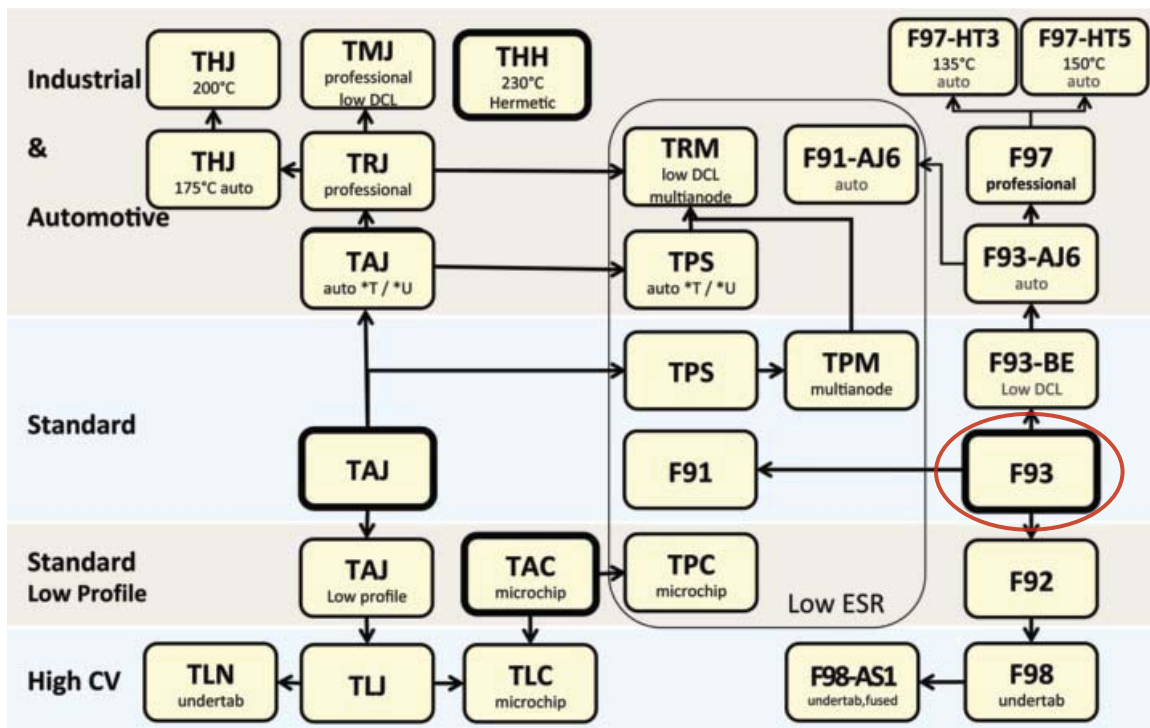 Industrial
&
Automotive
THJ
200°C
TMJ
professional
low DCL
THH
230°C
Hermetic
F97-HT3
135°C
auto
F97-HT5
150°C
auto
THJ
175°C auto
TRJ
professional
TRM
low DCL
multianode
F91-AJ6
auto
F97
professional
TAJ
auto *T / *U
TPS
auto *T / *U
F93-AJ6
auto
Standard
TPS
TPM
multianode
F93-BE
Low DCL
TAJ
F91
F93
Standard
Low Profile
TAJ
Low profile
TAC
microchip
TPC
microchip
Low ESR
F92
High CV
TLN
undertab
TLJ
TLC
microchip
F98-AS1
undertab,fused
F98
undertab